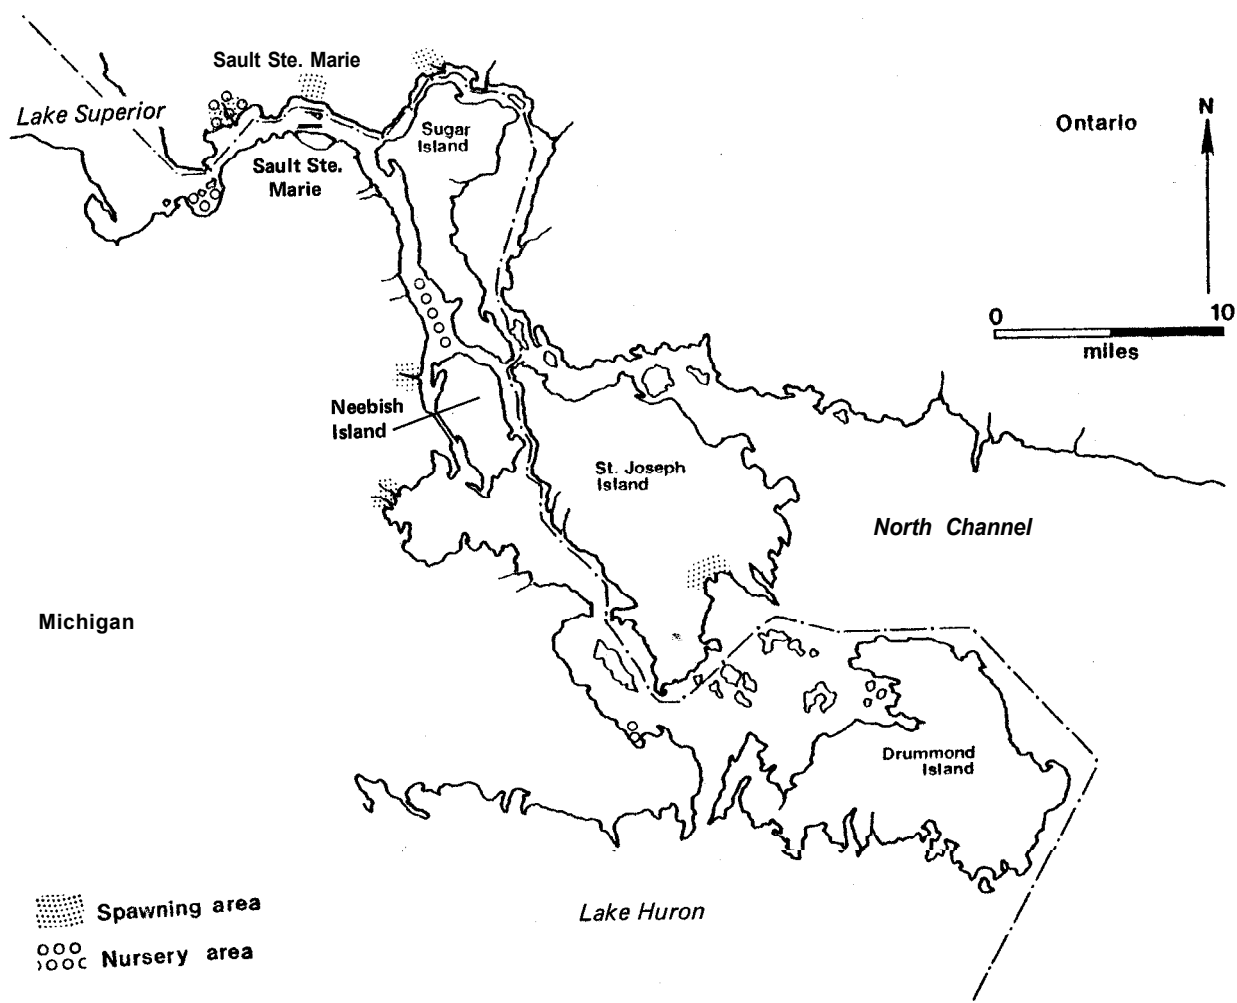 Sault Ste. Marie
Lake Superior
Sugar
Island
Ontario
N
Sault Ste.
Marie
0
10
miles
Neebish
Island
St. Joseph
Island
North Channel
Michigan
Drummond
Island
Lake Huron
Spawning area
Nursery area